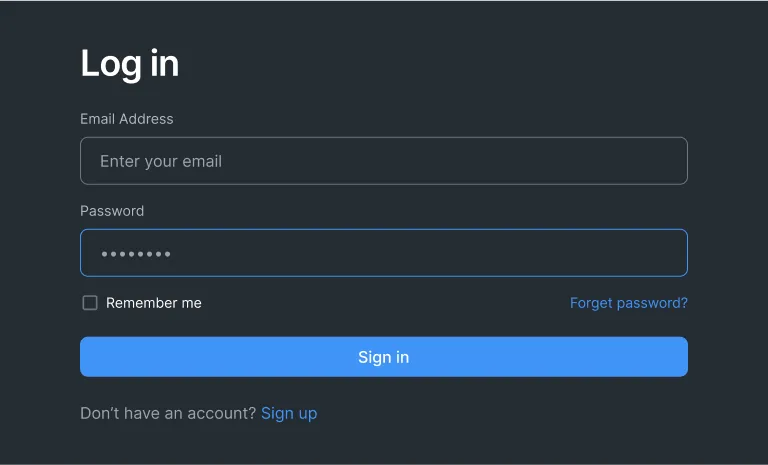 Log in
Email Address
Enter your email
Password
••••••••
Remember me
Forget password?
Sign in
Don’t have an account? Sign up